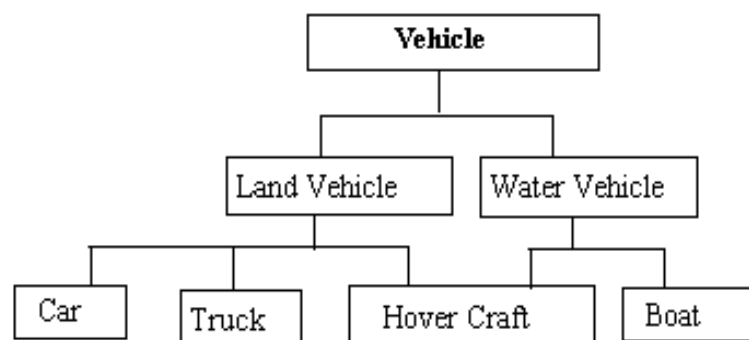 Vehicle
Land Vehicle
Water Vehicle
Car
Truck
Hover Craft
Boat